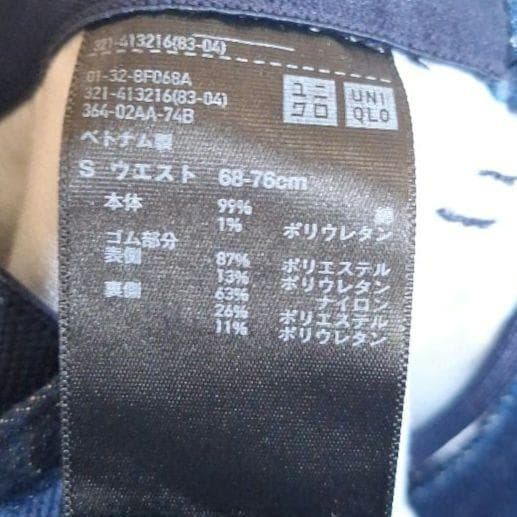 321-413216(83-04)
01-32-BF068A
321-413216(83-04)
364-02AA-74B
ユニクロ
UNIQLO
ベトナム製
S ウエスト 68-76cm
本体 99% 綿
1% ポリウレタン
ゴム部分
表側 87% ポリエステル
13% ポリウレタン
裏側 63% ナイロン
26% ポリエステル
11% ポリウレタン